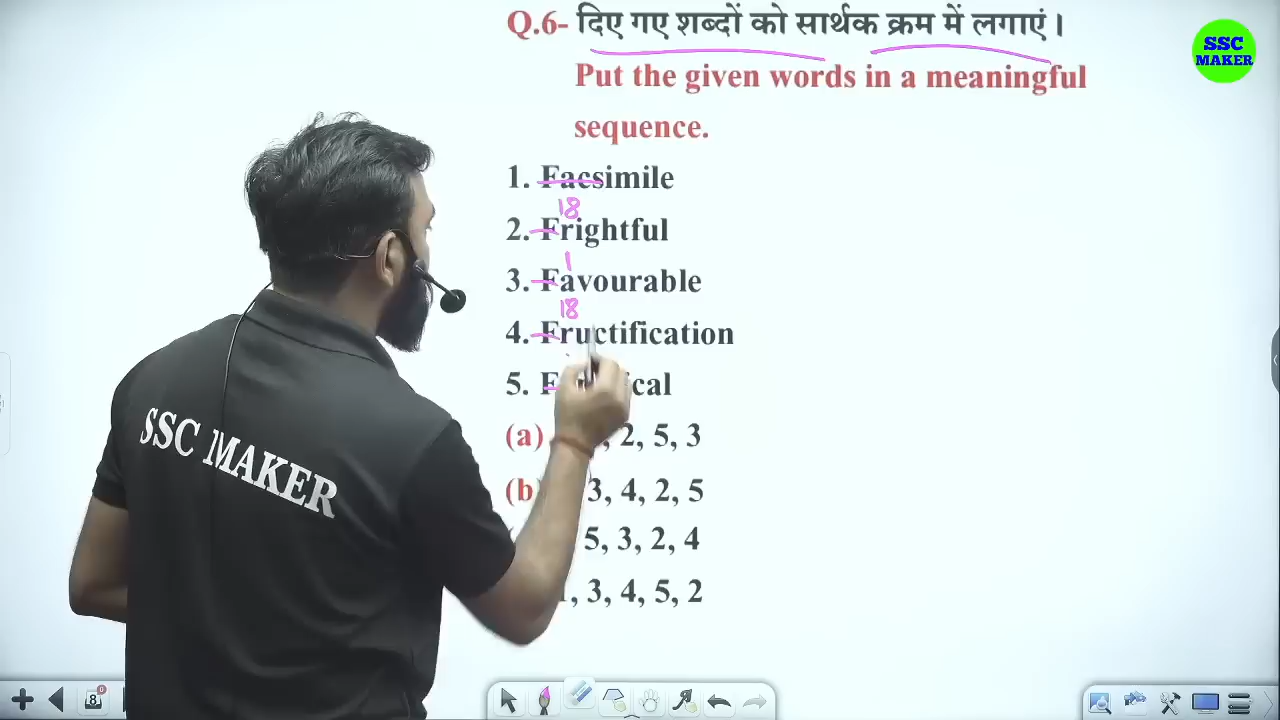 Q.6- दिए गए शब्दों को सार्थक क्रम में लगाएं।
SSC
MAKER
Put the given words in a meaningful
sequence.
1. Facsimile
18
2. Frightful
1
3. Favourable
18
4. Fructification
5.
(a) 2, 5, 3
(b 3, 4, 2, 5
5, 3, 2, 4
1, 3, 4, 5, 2
SSC MAKER
8